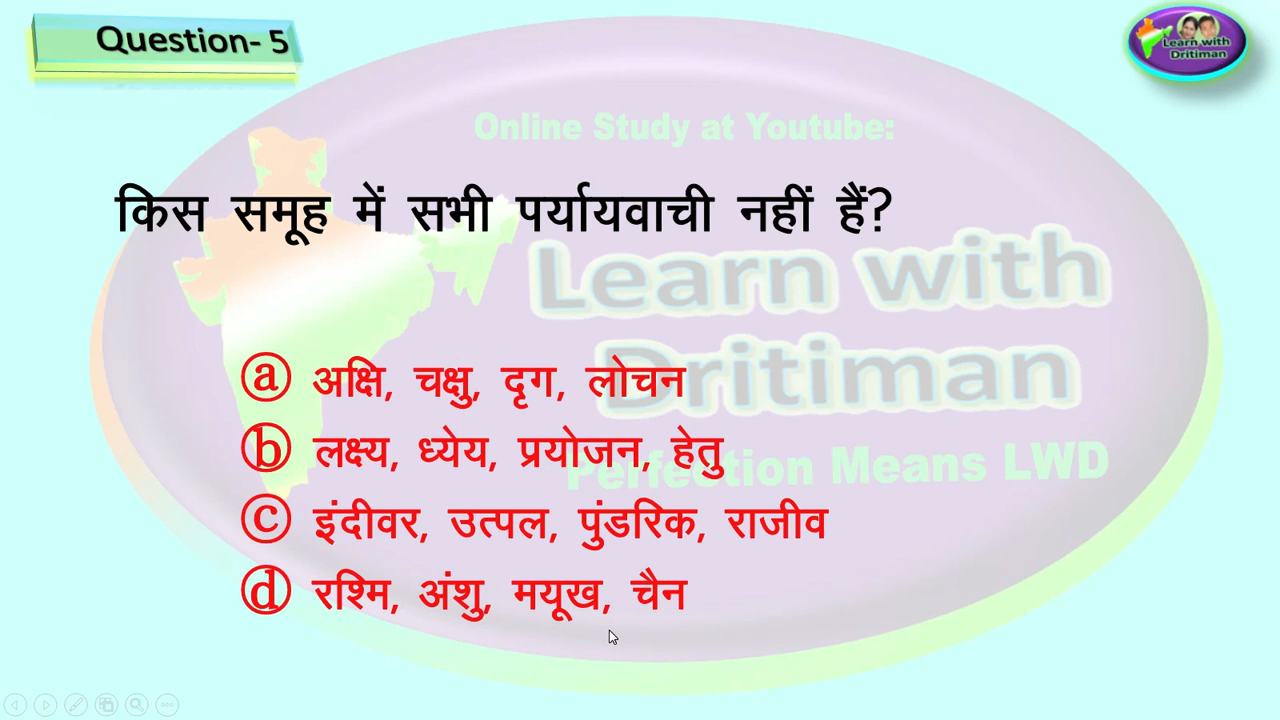 Question- 5
Learn with
Dritiman
Online Study at Youtube:
किस समूह में सभी पर्यायवाची नहीं हैं?
Learn with
Dritiman
ⓐ अक्षि, चक्षु, दृग, लोचन
ⓑ लक्ष्य, ध्येय, प्रयोजन, हेतु
Perfection Means LWD
ⓒ इंदीवर, उत्पल, पुंडरिक, राजीव
ⓓ रश्मि, अंशु, मयूख, चैन